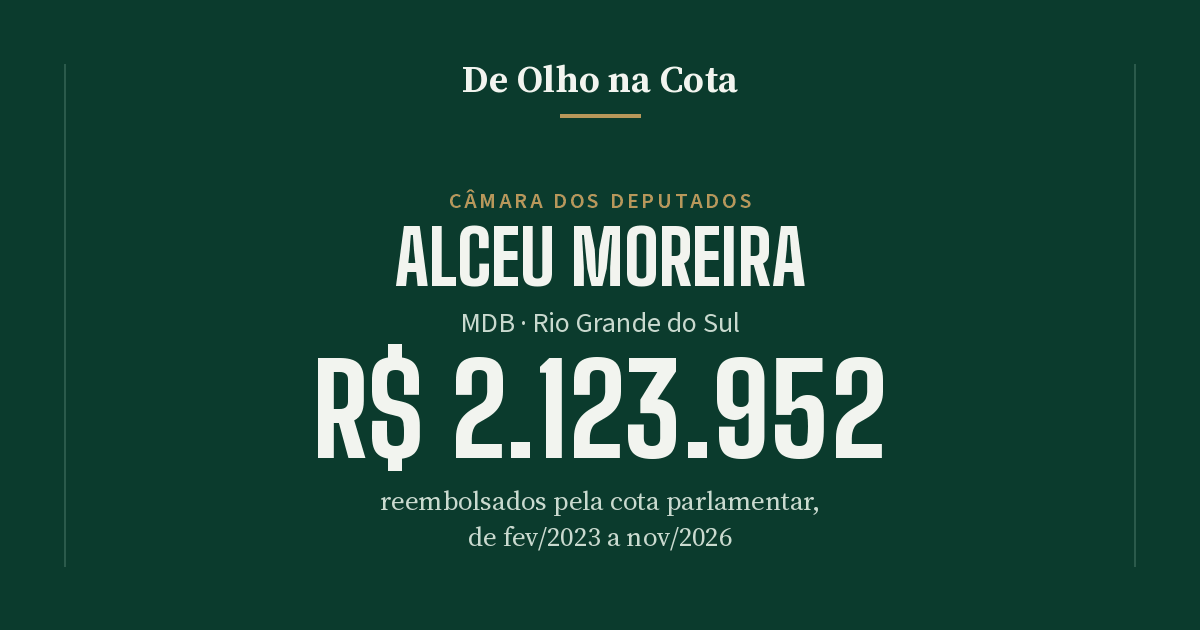 De Olho na Cota
CÂMARA DOS DEPUTADOS
ALCEU MOREIRA
MDB · Rio Grande do Sul
R$ 2.123.952
reembolsados pela cota parlamentar,
de fev/2023 a nov/2026